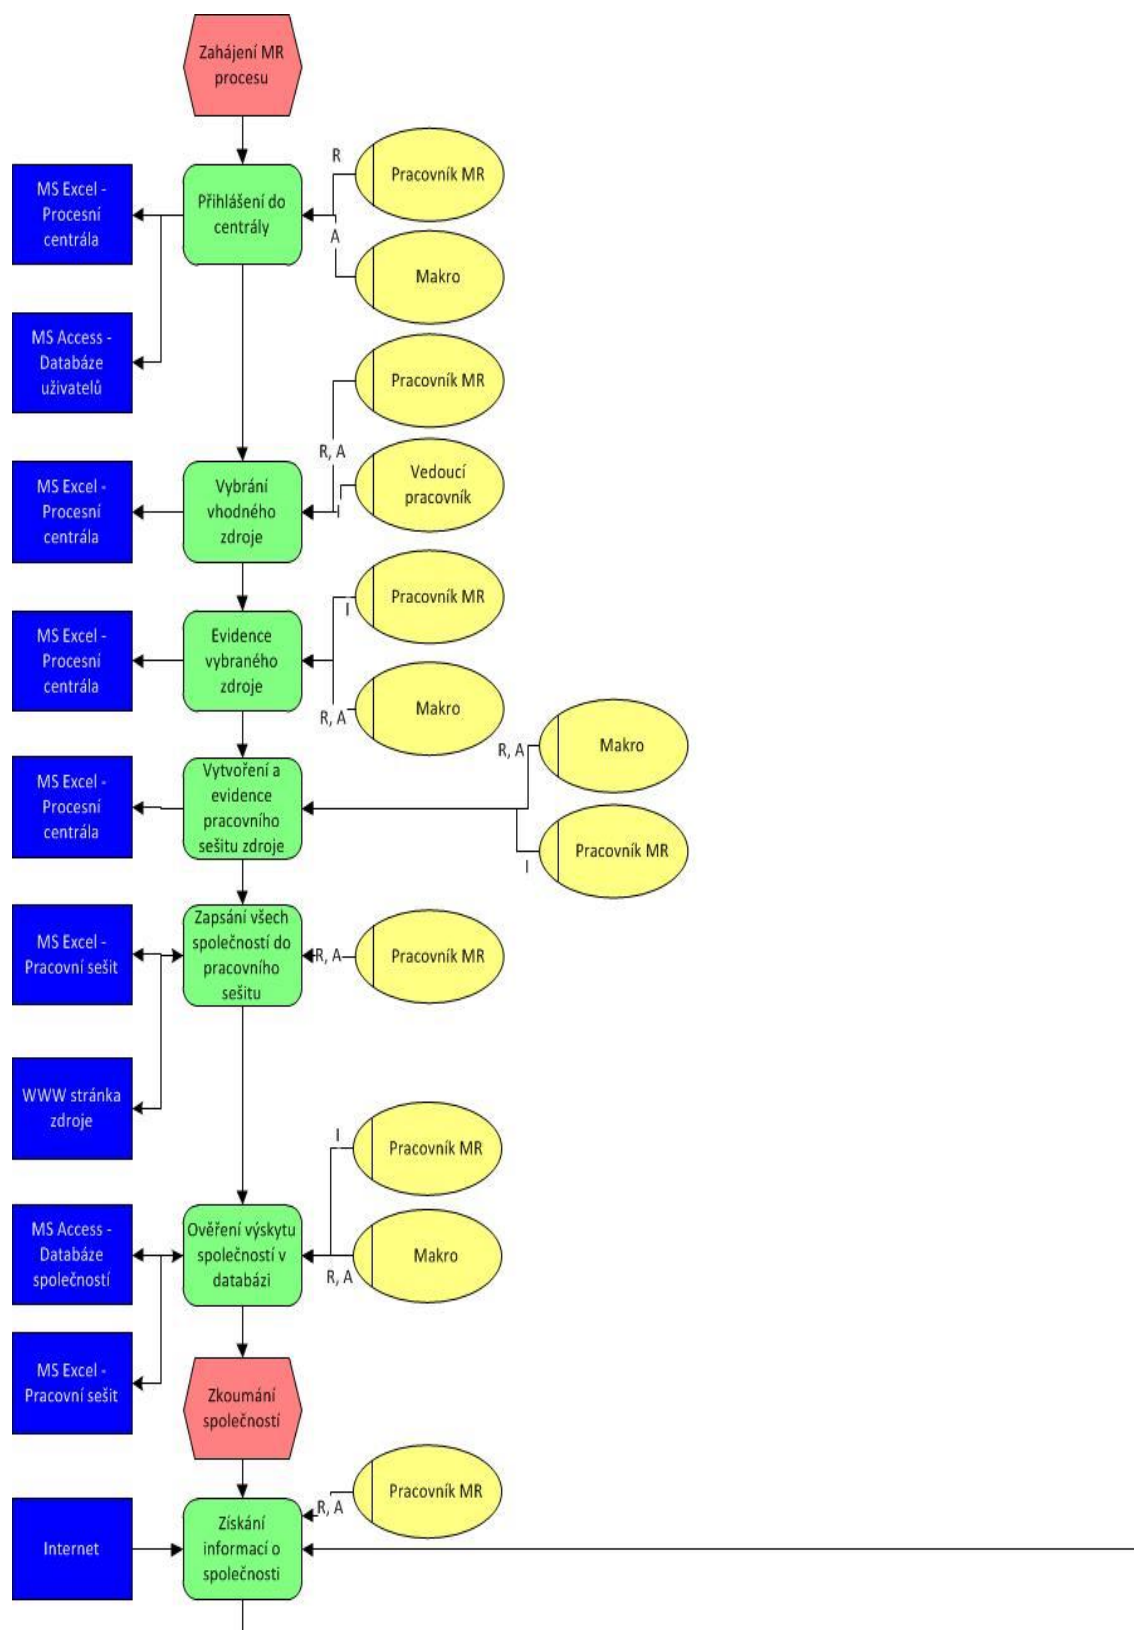 Zahájení MR
procesu
R
Pracovník MR
MS Excel -
Procesní
centrála
Přihlášení do
centrály
A
Makro
MS Access -
Databáze
uživatelů
Pracovník MR
R, A
Vedoucí
pracovník
MS Excel -
Procesní
centrála
Vybrání
vhodného
zdroje
I
Pracovník MR
I
MS Excel -
Procesní
centrála
Evidence
vybraného
zdroje
R, A
Makro
R, A
Makro
MS Excel -
Procesní
centrála
Vytvoření a
evidence
pracovního
sešitu zdroje
Pracovník MR
I
MS Excel -
Pracovní sešit
Zapsání všech
společností do
pracovního
sešitu
R, A
Pracovník MR
WWW stránka
zdroje
I
Pracovník MR
MS Access -
Databáze
společností
Ověření výskytu
společností v
databázi
Makro
R, A
MS Excel -
Pracovní sešit
Zkoumání
společností
Pracovník MR
R, A
Internet
Získání
informací o
společnosti